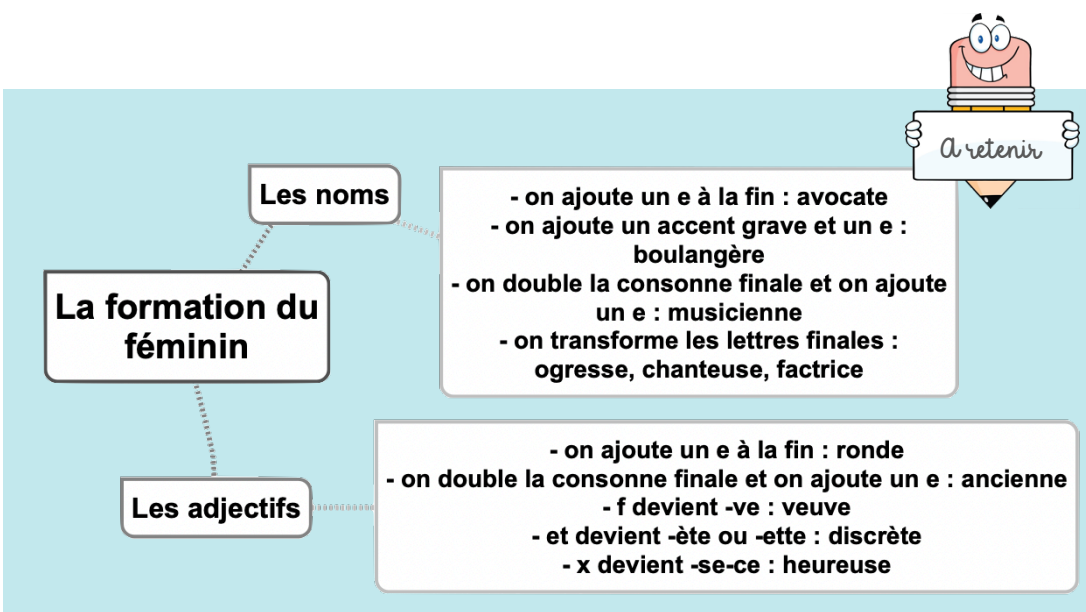 A retenir
Les noms
- on ajoute un e à la fin : avocate
- on ajoute un accent grave et un e :
boulangère
- on double la consonne finale et on ajoute
un e : musicienne
- on transforme les lettres finales :
ogresse, chanteuse, factrice
La formation du
féminin
Les adjectifs
- on ajoute un e à la fin : ronde
- on double la consonne finale et on ajoute un e : ancienne
- f devient -ve : veuve
- et devient -ète ou -ette : discrète
- x devient -se-ce : heureuse